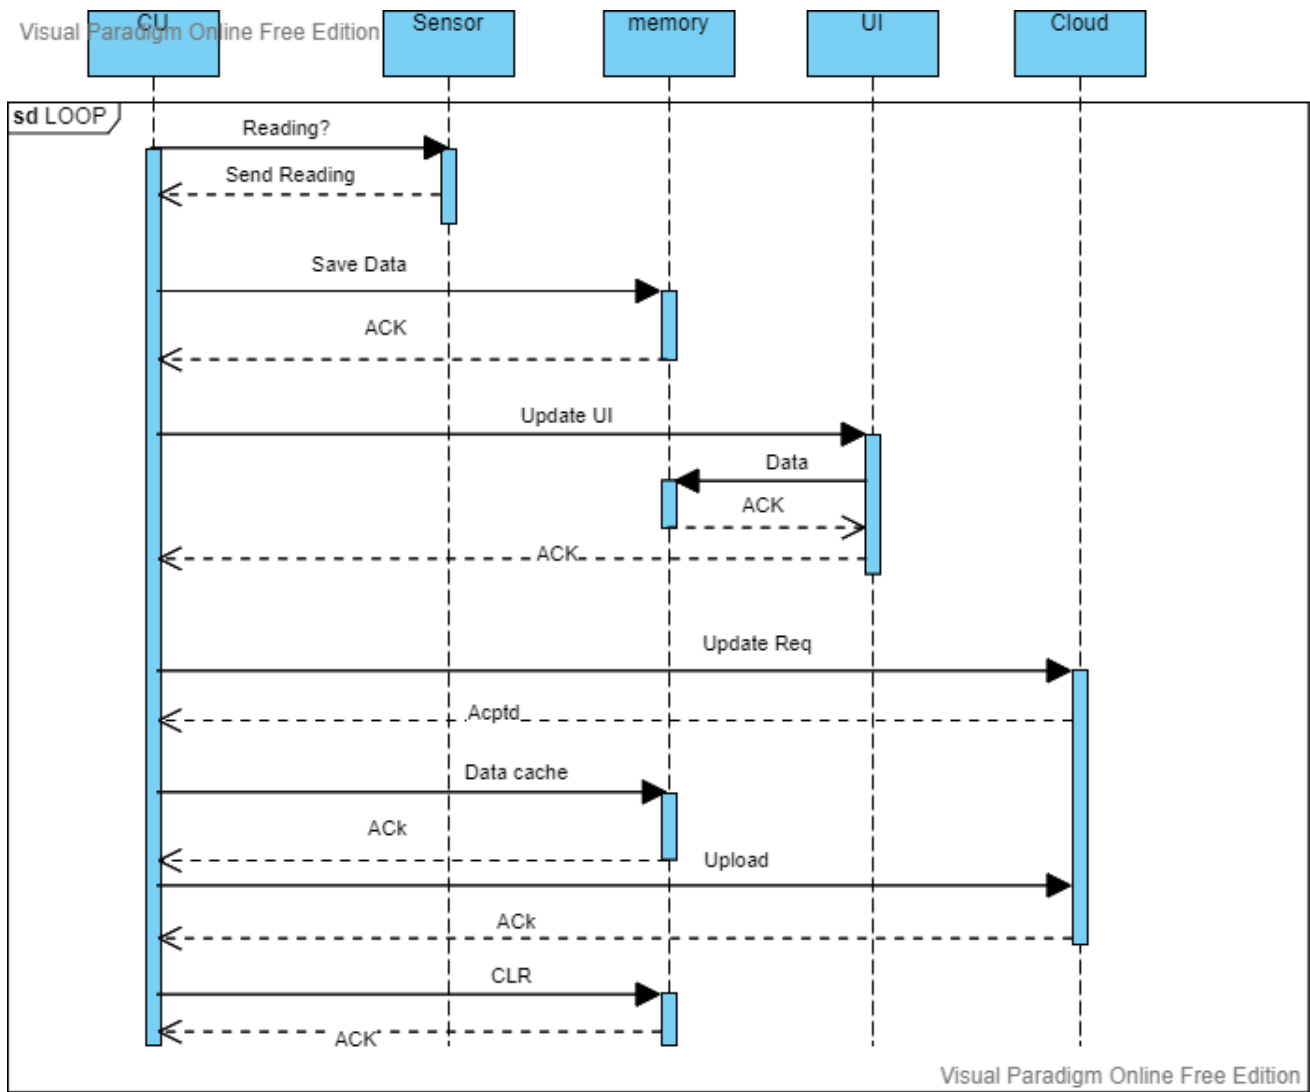 CU
Sensor
memory
UI
Cloud
Visual Paradigm Online Free Edition
sd LOOP
Reading?
Send Reading
Save Data
ACK
Update UI
Data
ACK
ACK
Update Req
Acptd
Data cache
ACk
Upload
ACk
CLR
ACK
Visual Paradigm Online Free Edition